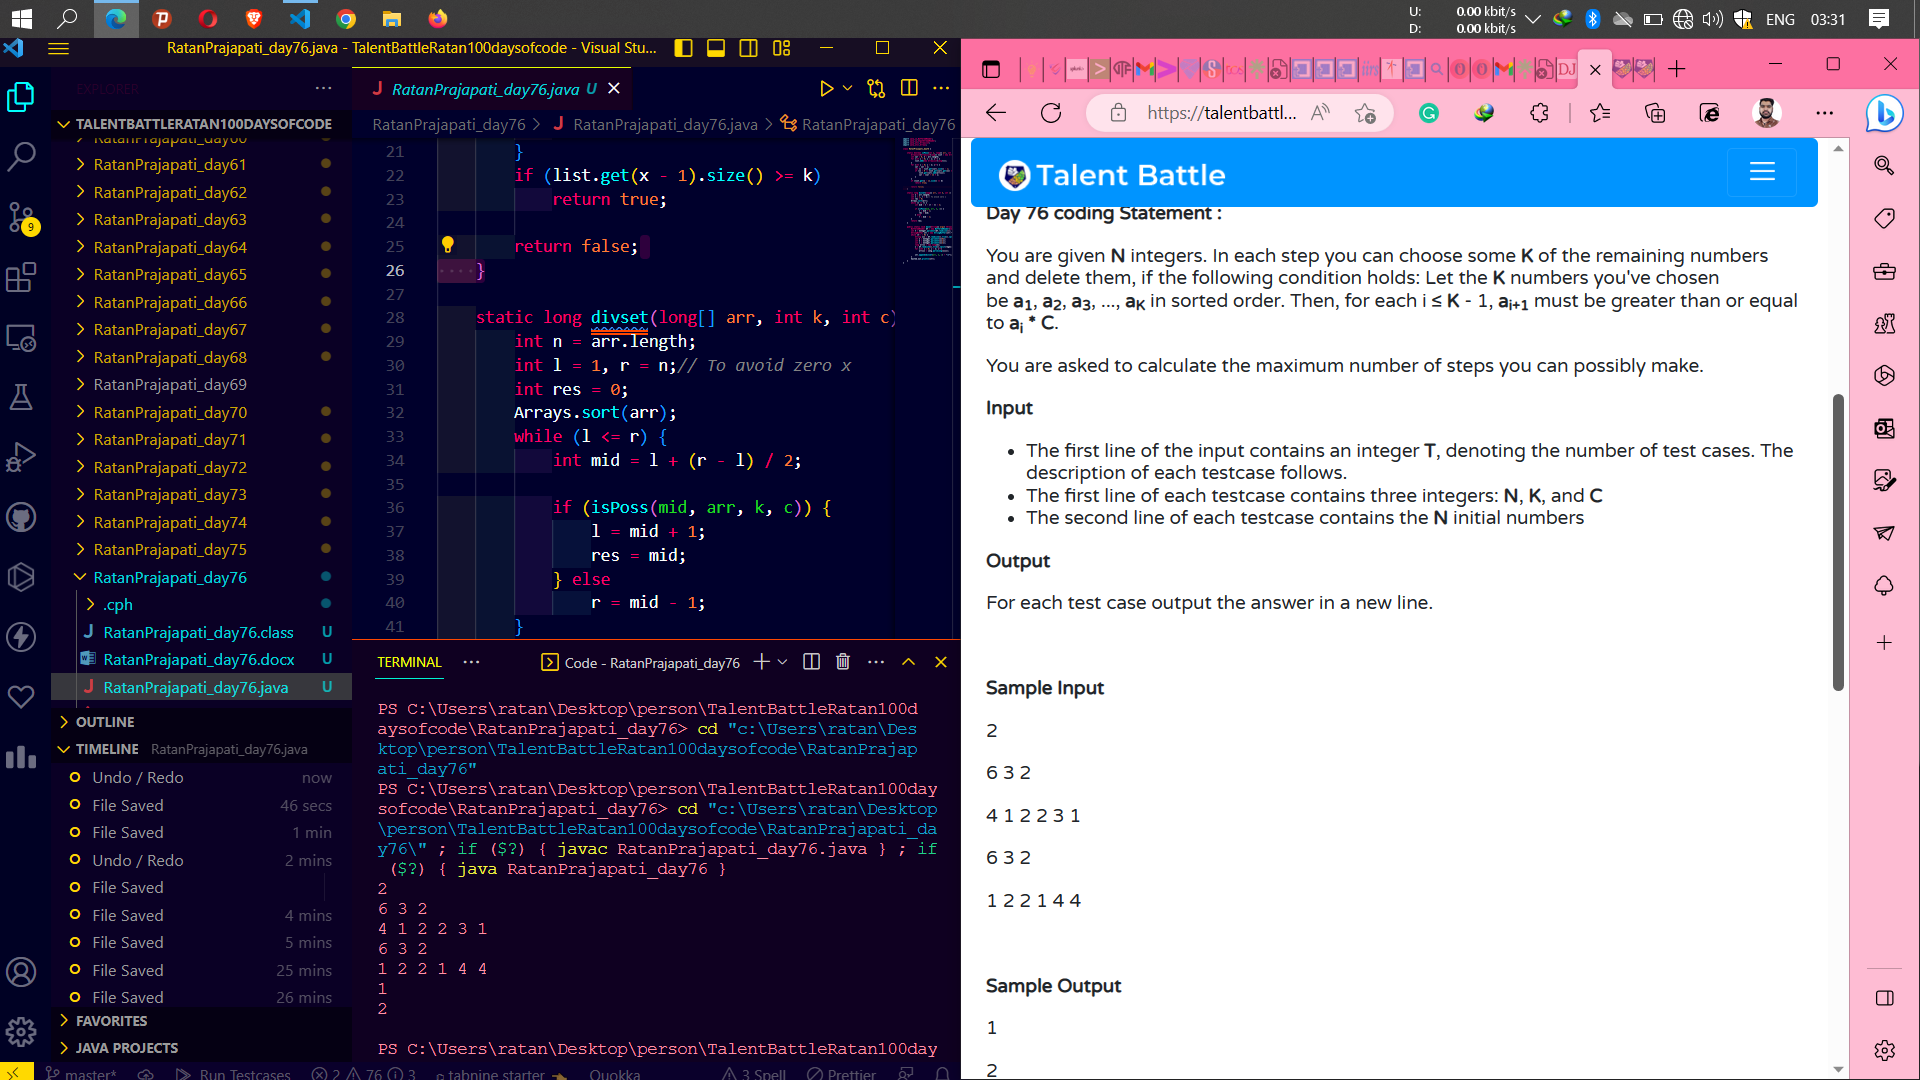 U: 0.00 kbit/s
D: 0.00 kbit/s
ENG 03:31
RatanPrajapati_day76.java - TalentBattleRatan100daysofcode - Visual Stu...
EXPLORER
TALENTBATTLERATAN100DAYSOFCODE
RatanPrajapati_day61
RatanPrajapati_day62
RatanPrajapati_day63
RatanPrajapati_day64
RatanPrajapati_day65
RatanPrajapati_day66
RatanPrajapati_day67
RatanPrajapati_day68
RatanPrajapati_day69
RatanPrajapati_day70
RatanPrajapati_day71
RatanPrajapati_day72
RatanPrajapati_day73
RatanPrajapati_day74
RatanPrajapati_day75
RatanPrajapati_day76
.cph
RatanPrajapati_day76.class U
RatanPrajapati_day76.docx U
RatanPrajapati_day76.java U
OUTLINE
TIMELINE RatanPrajapati_day76.java
Undo / Redo now
File Saved 46 secs
File Saved 1 min
Undo / Redo 2 mins
File Saved
File Saved 4 mins
File Saved 5 mins
File Saved 25 mins
File Saved 26 mins
FAVORITES
JAVA PROJECTS
9
RatanPrajapati_day76.java U
RatanPrajapati_day76 > RatanPrajapati_day76.java > RatanPrajapati_day76
21 }
22 if (list.get(x - 1).size() >= k)
23 return true;
24
25 return false;
26 }
27
28 static long divset(long[] arr, int k, int c)
29 int n = arr.length;
30 int l = 1, r = n;// To avoid zero x
31 int res = 0;
32 Arrays.sort(arr);
33 while (l <= r) {
34 int mid = l + (r - l) / 2;
35
36 if (isPoss(mid, arr, k, c)) {
37 l = mid + 1;
38 res = mid;
39 } else
40 r = mid - 1;
41 }
TERMINAL
Code - RatanPrajapati_day76
PS C:\Users\ratan\Desktop\person\TalentBattleRatan100d
aysofcode\RatanPrajapati_day76> cd "c:\Users\ratan\Des
ktop\person\TalentBattleRatan100daysofcode\RatanPrajap
ati_day76"
PS C:\Users\ratan\Desktop\person\TalentBattleRatan100day
sofcode\RatanPrajapati_day76> cd "c:\Users\ratan\Desktop
\person\TalentBattleRatan100daysofcode\RatanPrajapati_da
y76\" ; if ($?) { javac RatanPrajapati_day76.java } ; if
($?) { java RatanPrajapati_day76 }
2
6 3 2
4 1 2 2 3 1
6 3 2
1 2 2 1 4 4
1
2
PS C:\Users\ratan\Desktop\person\TalentBattleRatan100day
master* Run Testcases 2 76 3 tabnine starter Quokka 3 Spell Prettier
https://talentbattl...
Talent Battle
Day 76 coding Statement :
You are given N integers. In each step you can choose some K of the remaining numbers
and delete them, if the following condition holds: Let the K numbers you've chosen
be a1, a2, a3, ..., aK in sorted order. Then, for each i ≤ K - 1, ai+1 must be greater than or equal
to ai * C.
You are asked to calculate the maximum number of steps you can possibly make.
Input
The first line of the input contains an integer T, denoting the number of test cases. The
description of each testcase follows.
The first line of each testcase contains three integers: N, K, and C
The second line of each testcase contains the N initial numbers
Output
For each test case output the answer in a new line.
Sample Input
2
6 3 2
4 1 2 2 3 1
6 3 2
1 2 2 1 4 4
Sample Output
1
2